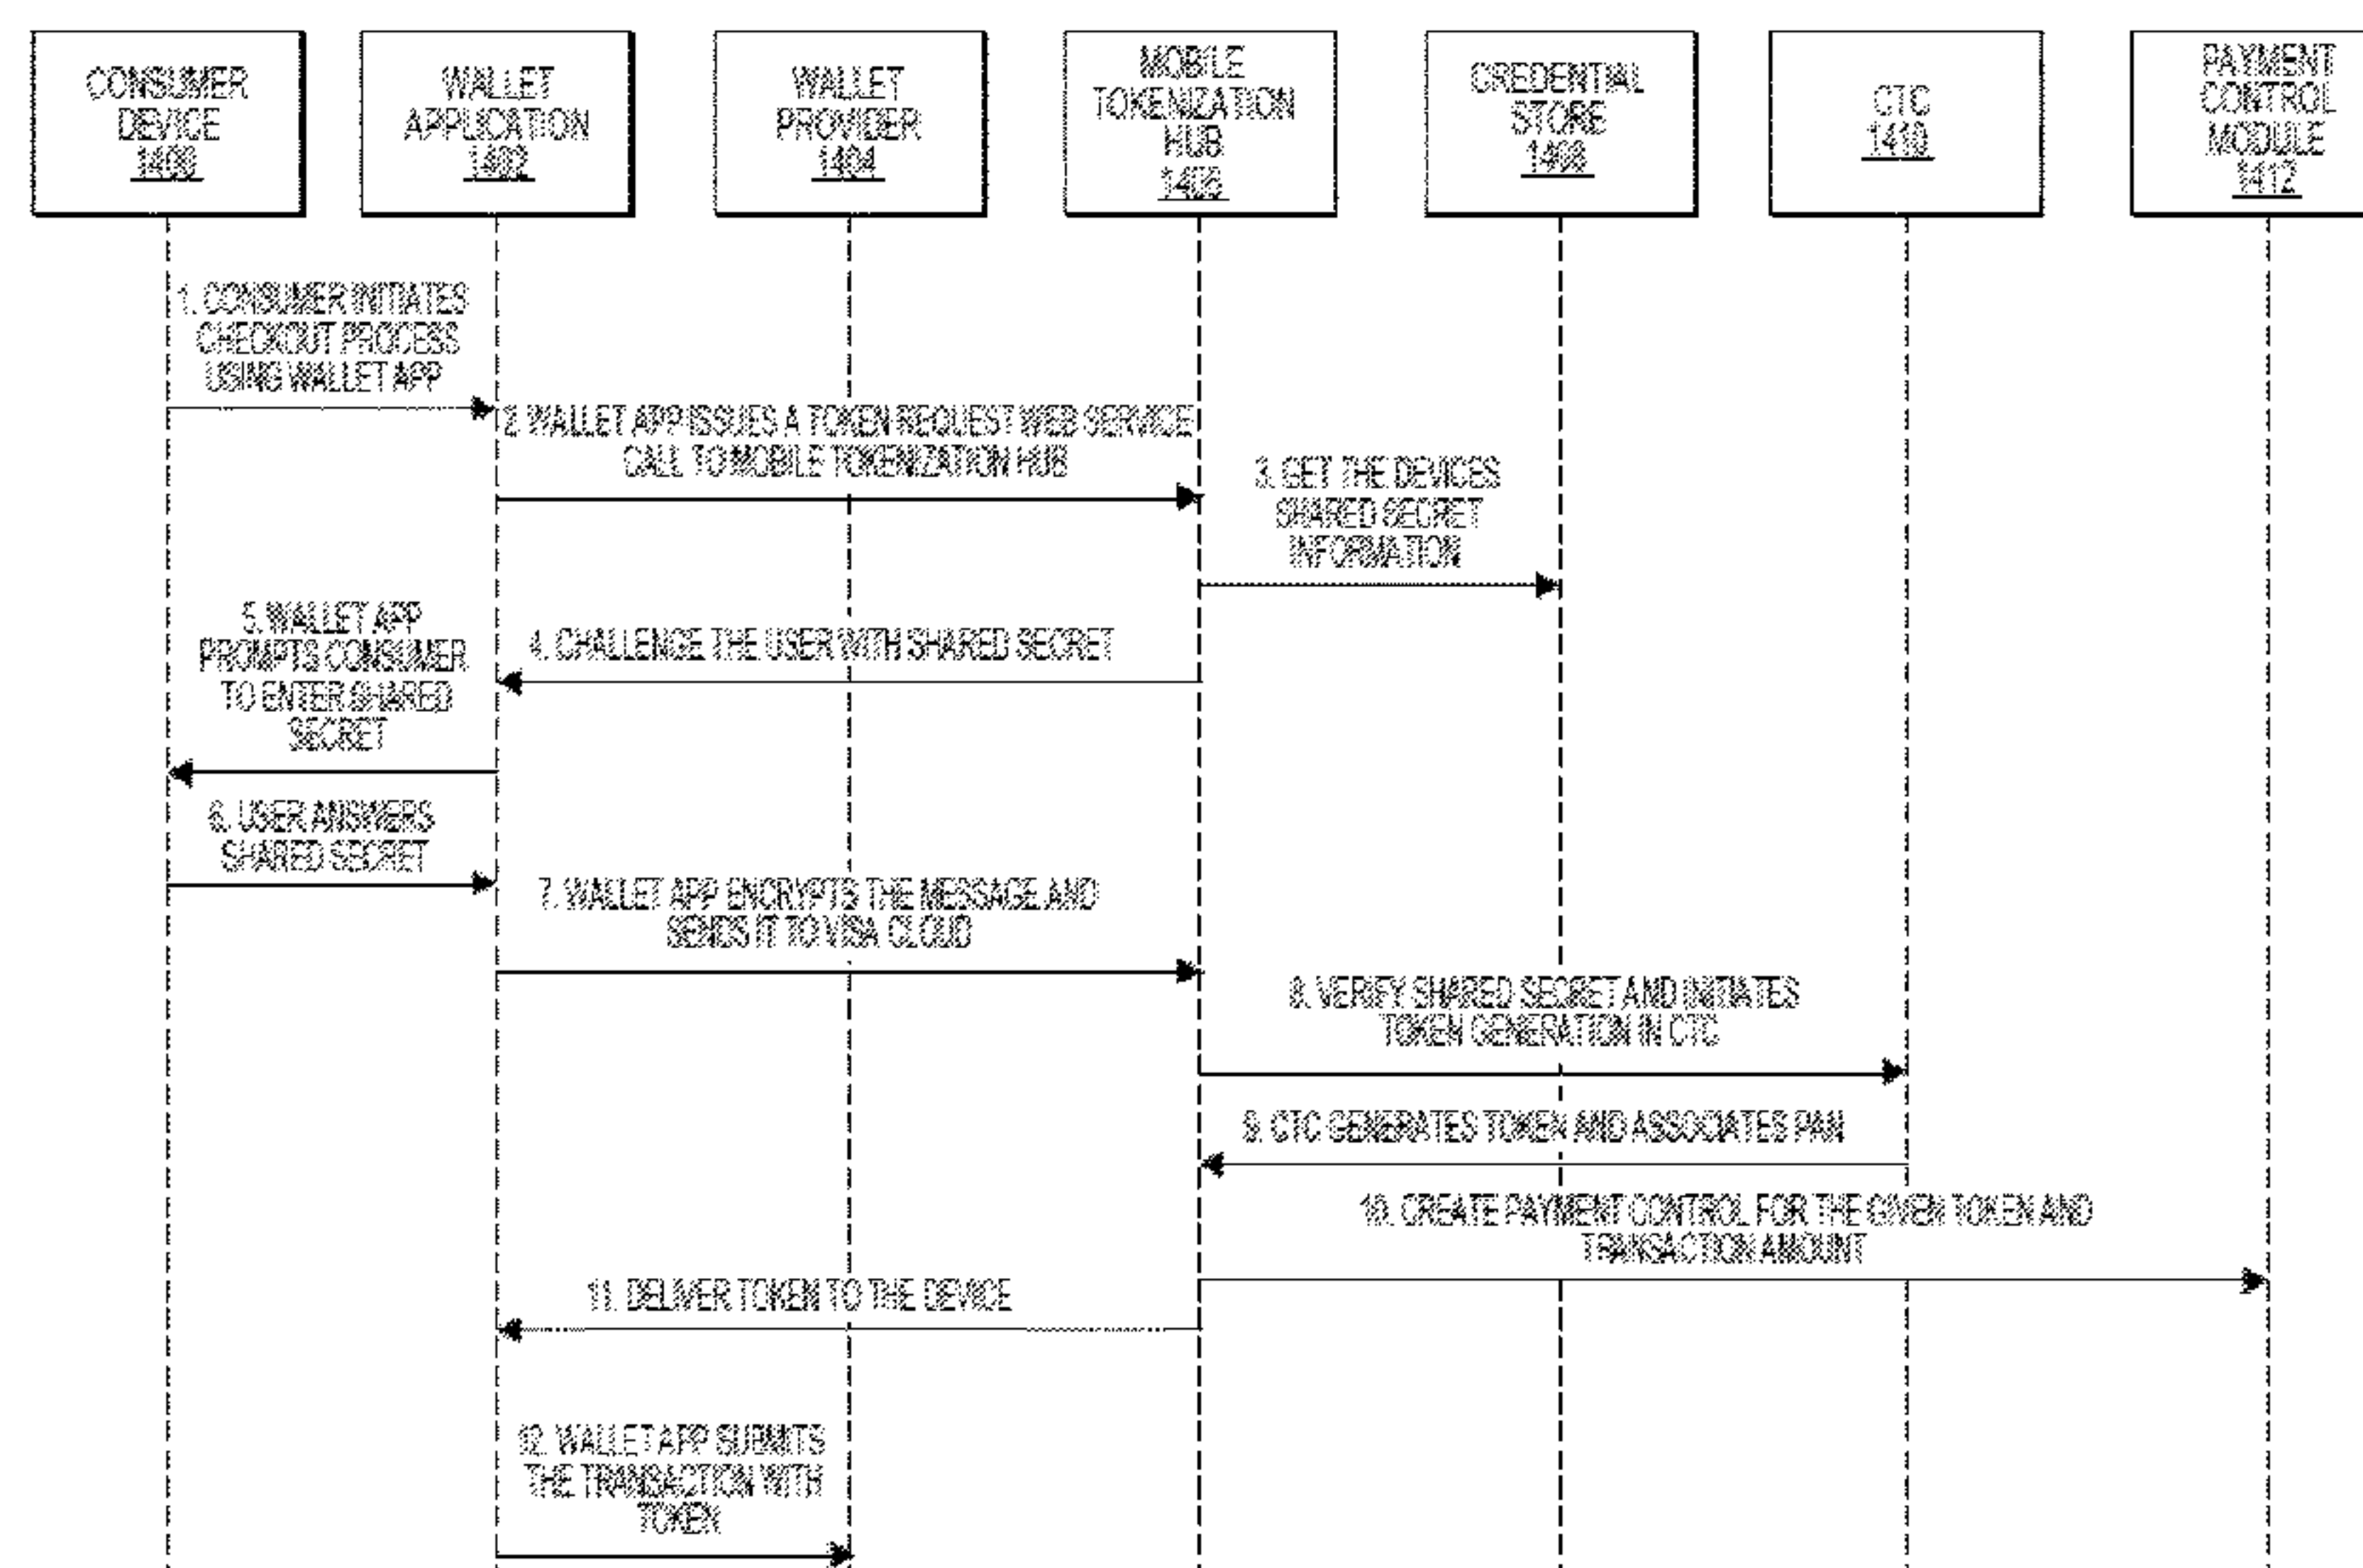 CONSUMER
DEVICE
1400
WALLET
APPLICATION
1402
WALLET
PROVIDER
1404
MOBILE
TOKENIZATION
HUB
1406
CREDENTIAL
STORE
1408
CTC
1410
PAYMENT
CONTROL
MODULE
1412
1. CONSUMER INITIATES
CHECKOUT PROCESS
USING WALLET APP
2. WALLET APP ISSUES A TOKEN REQUEST WEB SERVICE
CALL TO MOBILE TOKENIZATION HUB
3. GET THE DEVICES
SHARED SECRET
INFORMATION
4. CHALLENGE THE USER WITH SHARED SECRET
5. WALLET APP
PROMPTS CONSUMER
TO ENTER SHARED
SECRET
6. USER ANSWERS
SHARED SECRET
7. WALLET APP ENCRYPTS THE MESSAGE AND
SENDS IT TO VISA CLOUD
8. VERIFY SHARED SECRET AND INITIATES
TOKEN GENERATION IN CTC
9. CTC GENERATES TOKEN AND ASSOCIATES PAN
10. CREATE PAYMENT CONTROL FOR THE GIVEN TOKEN AND
TRANSACTION AMOUNT
11. DELIVER TOKEN TO THE DEVICE
12. WALLET APP SUBMITS
THE TRANSACTION WITH
TOKEN